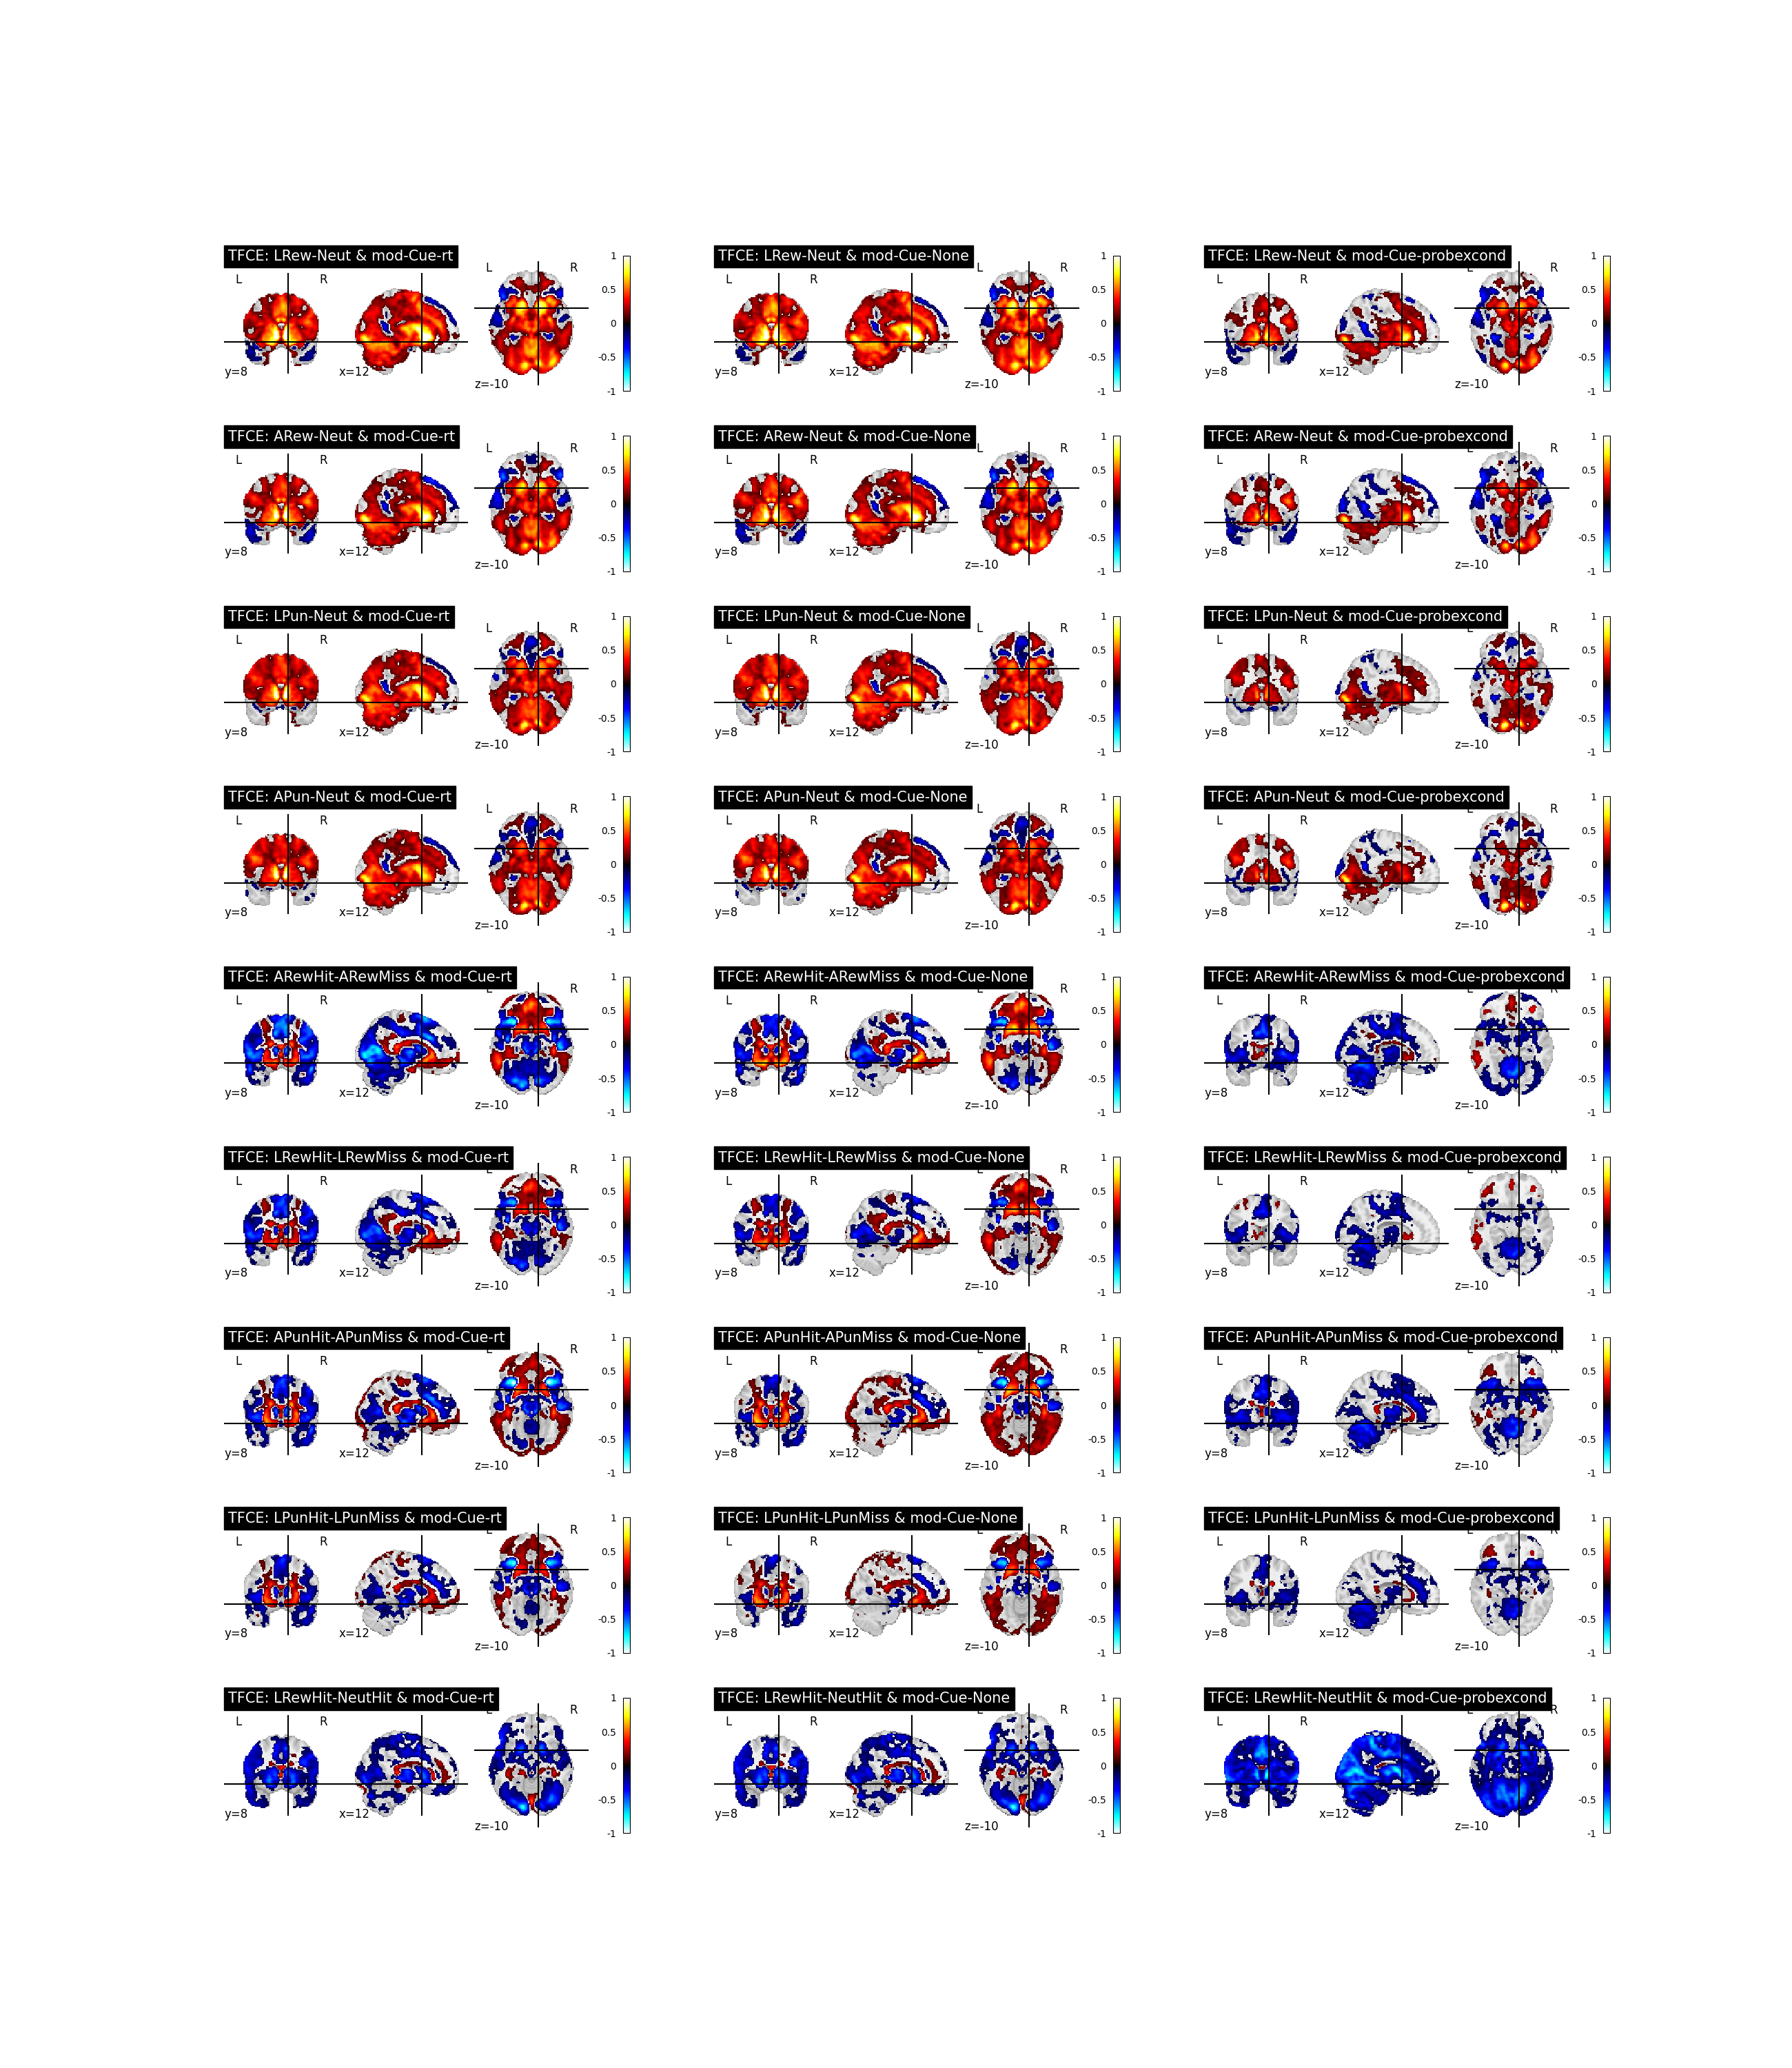 TFCE: LRew-Neut & mod-Cue-rt
L R L R
1
0.5
0
-0.5
-1
y=8 x=12 z=-10
TFCE: LRew-Neut & mod-Cue-None
L R L R
1
0.5
0
-0.5
-1
y=8 x=12 z=-10
TFCE: LRew-Neut & mod-Cue-probexcond
L R L R
1
0.5
0
-0.5
-1
y=8 x=12 z=-10
TFCE: ARew-Neut & mod-Cue-rt
L R L R
1
0.5
0
-0.5
-1
y=8 x=12 z=-10
TFCE: ARew-Neut & mod-Cue-None
L R L R
1
0.5
0
-0.5
-1
y=8 x=12 z=-10
TFCE: ARew-Neut & mod-Cue-probexcond
L R L R
1
0.5
0
-0.5
-1
y=8 x=12 z=-10
TFCE: LPun-Neut & mod-Cue-rt
L R L R
1
0.5
0
-0.5
-1
y=8 x=12 z=-10
TFCE: LPun-Neut & mod-Cue-None
L R L R
1
0.5
0
-0.5
-1
y=8 x=12 z=-10
TFCE: LPun-Neut & mod-Cue-probexcond
L R L R
1
0.5
0
-0.5
-1
y=8 x=12 z=-10
TFCE: APun-Neut & mod-Cue-rt
L R L R
1
0.5
0
-0.5
-1
y=8 x=12 z=-10
TFCE: APun-Neut & mod-Cue-None
L R L R
1
0.5
0
-0.5
-1
y=8 x=12 z=-10
TFCE: APun-Neut & mod-Cue-probexcond
L R L R
1
0.5
0
-0.5
-1
y=8 x=12 z=-10
TFCE: ARewHit-ARewMiss & mod-Cue-rt
L R L R
1
0.5
0
-0.5
-1
y=8 x=12 z=-10
TFCE: ARewHit-ARewMiss & mod-Cue-None
L R L R
1
0.5
0
-0.5
-1
y=8 x=12 z=-10
TFCE: ARewHit-ARewMiss & mod-Cue-probexcond
L R L R
1
0.5
0
-0.5
-1
y=8 x=12 z=-10
TFCE: LRewHit-LRewMiss & mod-Cue-rt
L R L R
1
0.5
0
-0.5
-1
y=8 x=12 z=-10
TFCE: LRewHit-LRewMiss & mod-Cue-None
L R L R
1
0.5
0
-0.5
-1
y=8 x=12 z=-10
TFCE: LRewHit-LRewMiss & mod-Cue-probexcond
L R L R
1
0.5
0
-0.5
-1
y=8 x=12 z=-10
TFCE: APunHit-APunMiss & mod-Cue-rt
L R L R
1
0.5
0
-0.5
-1
y=8 x=12 z=-10
TFCE: APunHit-APunMiss & mod-Cue-None
L R L R
1
0.5
0
-0.5
-1
y=8 x=12 z=-10
TFCE: APunHit-APunMiss & mod-Cue-probexcond
L R L R
1
0.5
0
-0.5
-1
y=8 x=12 z=-10
TFCE: LPunHit-LPunMiss & mod-Cue-rt
L R L R
1
0.5
0
-0.5
-1
y=8 x=12 z=-10
TFCE: LPunHit-LPunMiss & mod-Cue-None
L R L R
1
0.5
0
-0.5
-1
y=8 x=12 z=-10
TFCE: LPunHit-LPunMiss & mod-Cue-probexcond
L R L R
1
0.5
0
-0.5
-1
y=8 x=12 z=-10
TFCE: LRewHit-NeutHit & mod-Cue-rt
L R L R
1
0.5
0
-0.5
-1
y=8 x=12 z=-10
TFCE: LRewHit-NeutHit & mod-Cue-None
L R L R
1
0.5
0
-0.5
-1
y=8 x=12 z=-10
TFCE: LRewHit-NeutHit & mod-Cue-probexcond
L R L R
1
0.5
0
-0.5
-1
y=8 x=12 z=-10